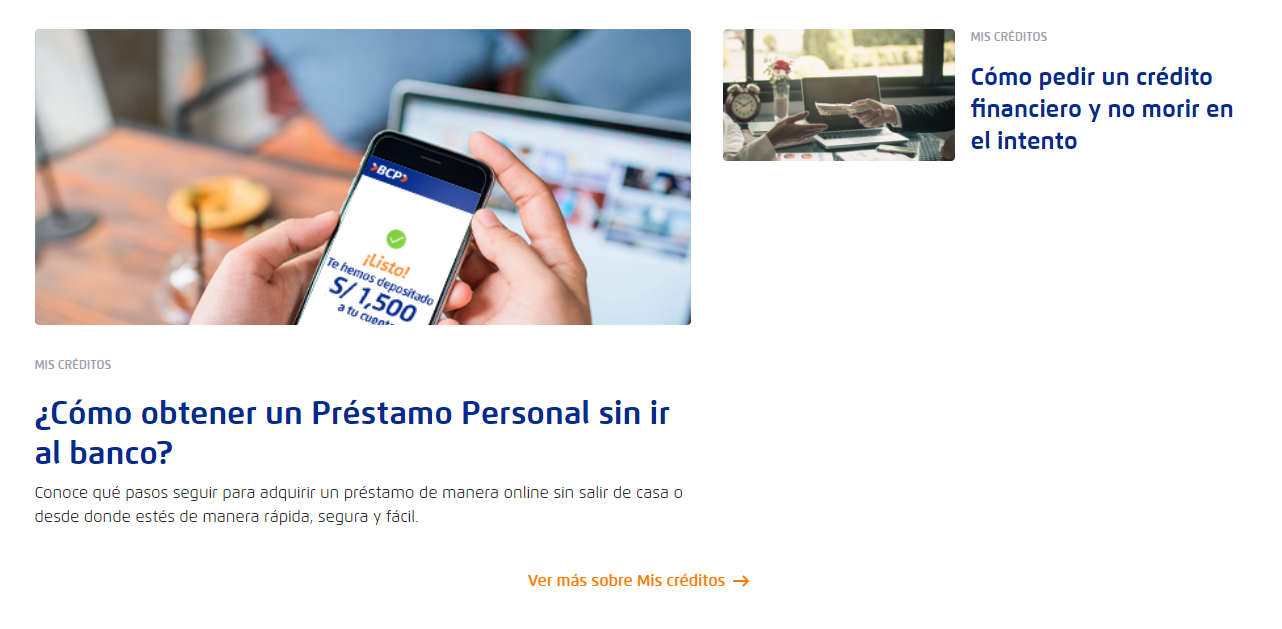 BCP
¡Listo!
Te hemos depositado
S/ 1,500
a tu cuenta
MIS CRÉDITOS
¿Cómo obtener un Préstamo Personal sin ir
al banco?
Conoce qué pasos seguir para adquirir un préstamo de manera online sin salir de casa o
desde donde estés de manera rápida, segura y fácil.
MIS CRÉDITOS
Cómo pedir un crédito
financiero y no morir en
el intento
Ver más sobre Mis créditos →